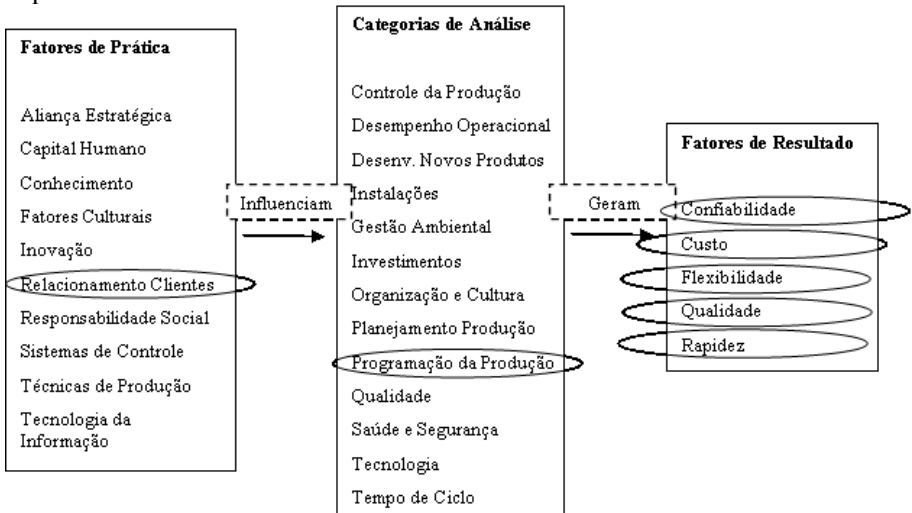 Fatores de Prática
Aliança Estratégica
Capital Humano
Conhecimento
Fatores Culturais
Inovação
Relacionamento Clientes
Responsabilidade Social
Sistemas de Controle
Técnicas de Produção
Tecnologia da
Informação
Influenciam
Categorias de Análise
Controle da Produção
Desempenho Operacional
Desenv. Novos Produtos
Instalações
Gestão Ambiental
Investimentos
Organização e Cultura
Planejamento Produção
Programação da Produção
Qualidade
Saúde e Segurança
Tecnologia
Tempo de Ciclo
Geram
Fatores de Resultado
Confiabilidade
Custo
Flexibilidade
Qualidade
Rapidez